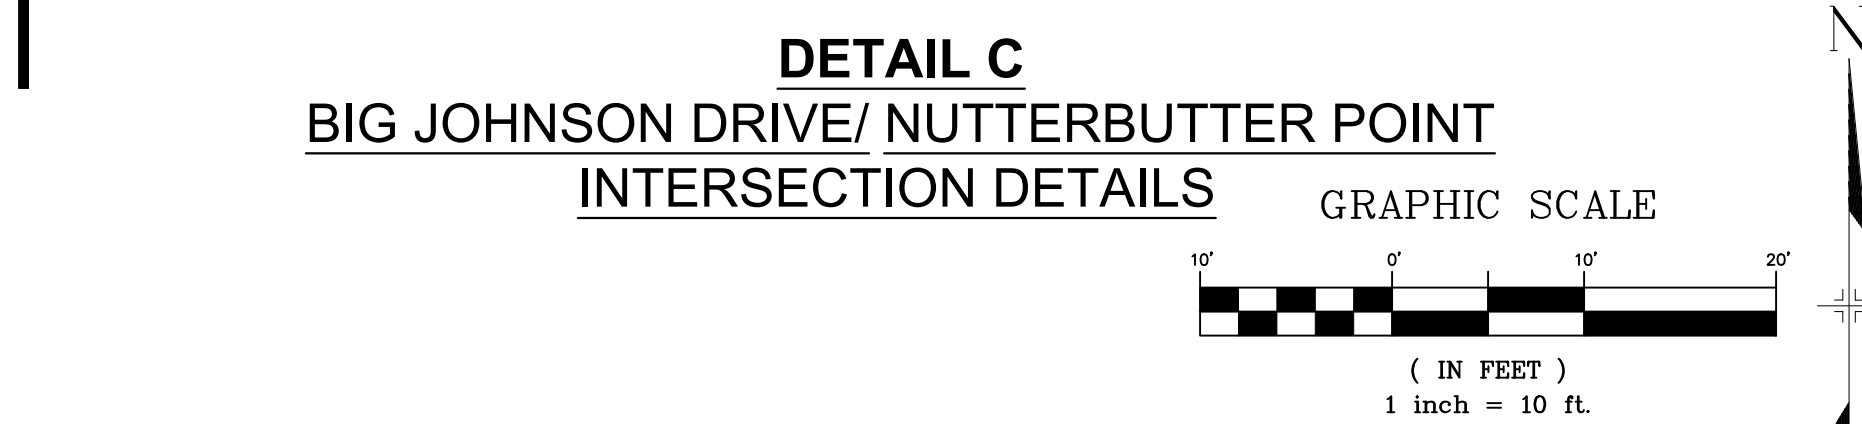 DETAIL C
BIG JOHNSON DRIVE/ NUTTERBUTTER POINT
INTERSECTION DETAILS
GRAPHIC SCALE
10' 0' 10' 20'
( IN FEET )
1 inch = 10 ft.
N